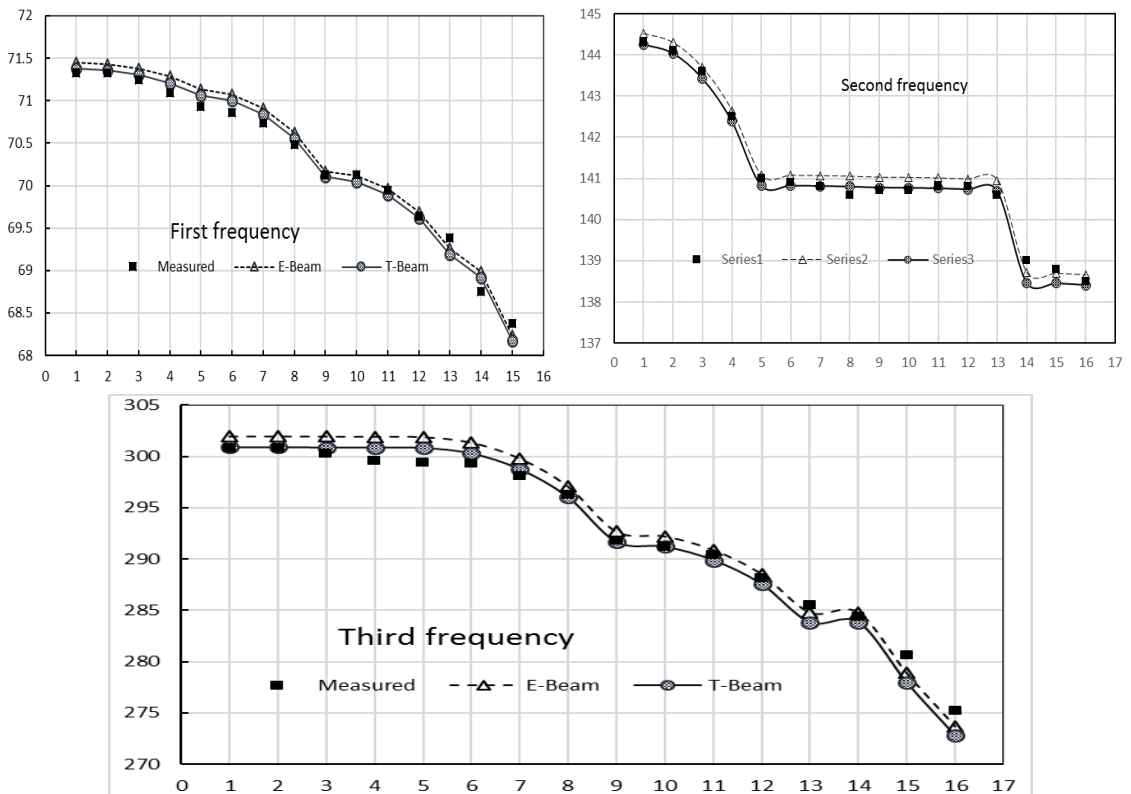 72
71.5
71
70.5
70
69.5
69
68.5
68
First frequency
Measured E-Beam T-Beam
0 1 2 3 4 5 6 7 8 9 10 11 12 13 14 15 16
145
144
143
142
141
140
139
138
137
Second frequency
Series1 Series2 Series3
0 1 2 3 4 5 6 7 8 9 10 11 12 13 14 15 16 17
305
300
295
290
285
280
275
270
Third frequency
Measured E-Beam T-Beam
0 1 2 3 4 5 6 7 8 9 10 11 12 13 14 15 16 17